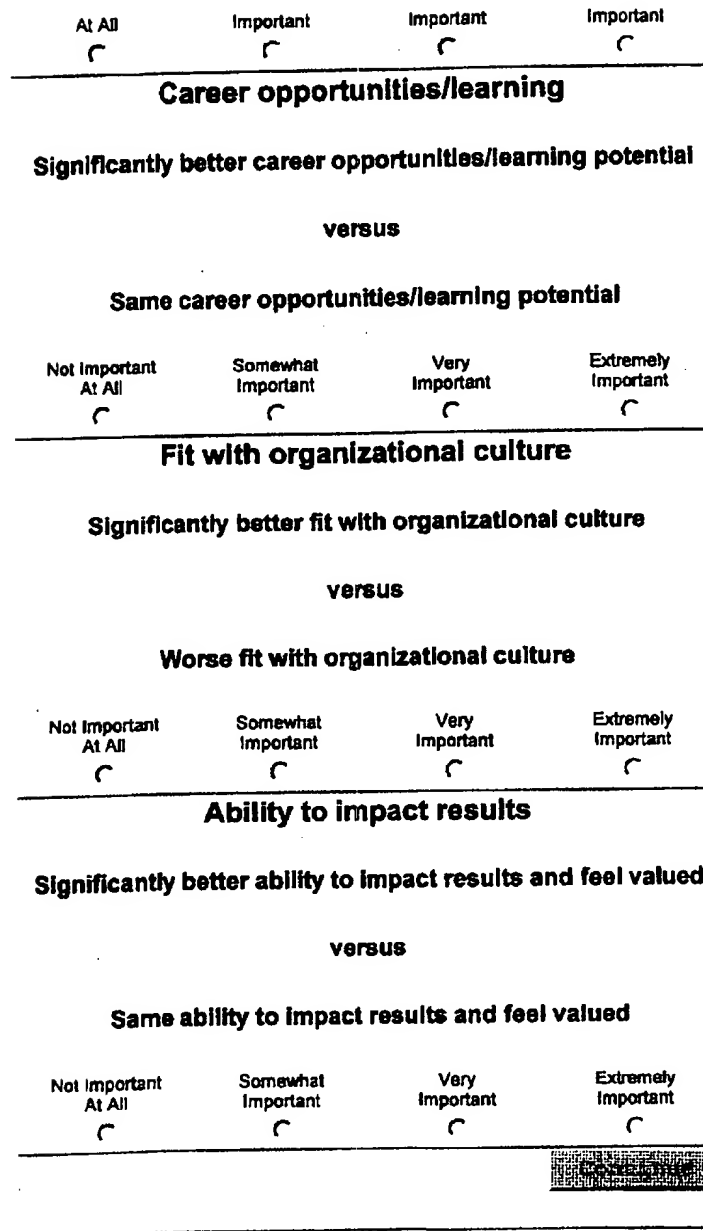 At All Important Important Important
Career opportunities/learning
Significantly better career opportunities/learning potential
versus
Same career opportunities/learning potential
Not Important Somewhat Very Extremely
At All Important Important Important
Fit with organizational culture
Significantly better fit with organizational culture
versus
Worse fit with organizational culture
Not Important Somewhat Very Extremely
At All Important Important Important
Ability to impact results
Significantly better ability to impact results and feel valued
versus
Same ability to impact results and feel valued
Not Important Somewhat Very Extremely
At All Important Important Important